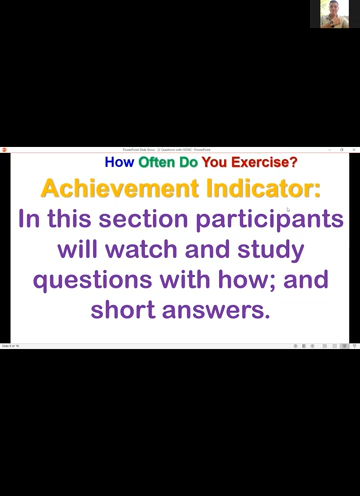 How Often Do You Exercise?
Achievement Indicator:
In this section participants
will watch and study
questions with how; and
short answers.